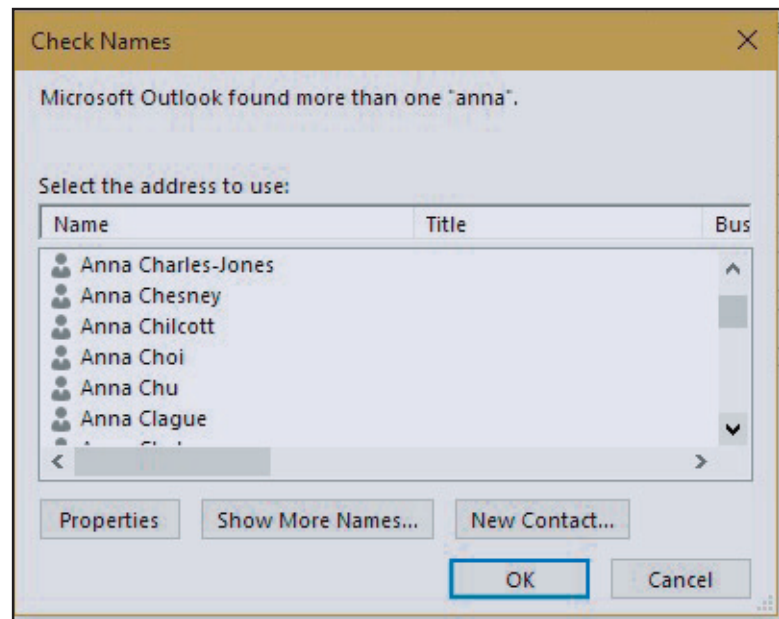 Check Names
Microsoft Outlook found more than one "anna".
Select the address to use:
Name Title Bus
Anna Charles-Jones
Anna Chesney
Anna Chilcott
Anna Choi
Anna Chu
Anna Clague
Properties Show More Names... New Contact...
OK Cancel